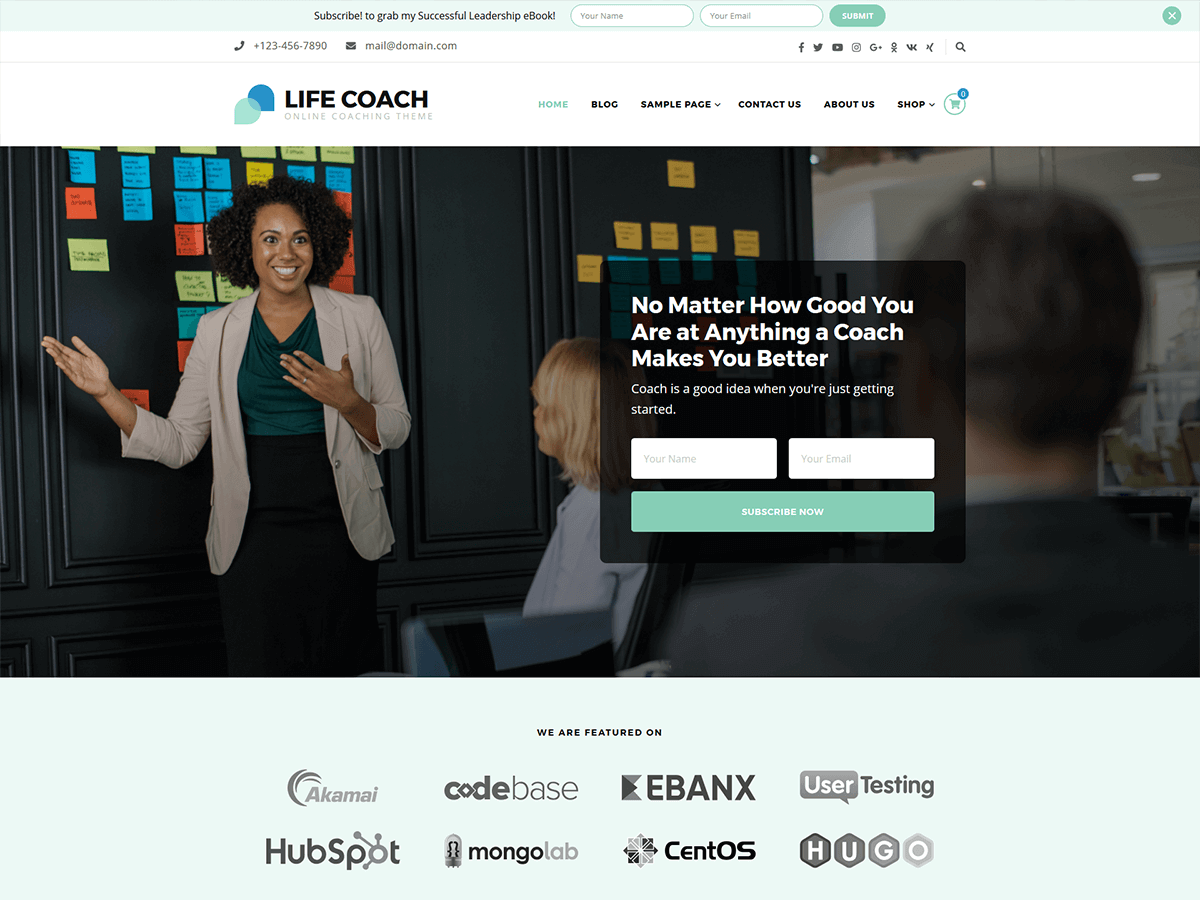 Subscribe! to grab my Successful Leadership eBook!
Your Name
Your Email
SUBMIT
+123-456-7890
mail@domain.com
LIFE COACH
ONLINE COACHING THEME
HOME
BLOG
SAMPLE PAGE
CONTACT US
ABOUT US
SHOP
0
No Matter How Good You
Are at Anything a Coach
Makes You Better
Coach is a good idea when you're just getting
started.
Your Name
Your Email
SUBSCRIBE NOW
WE ARE FEATURED ON
Akamai
codebase
EBANX
UserTesting
HubSpot
mongolab
CentOS
HUGO